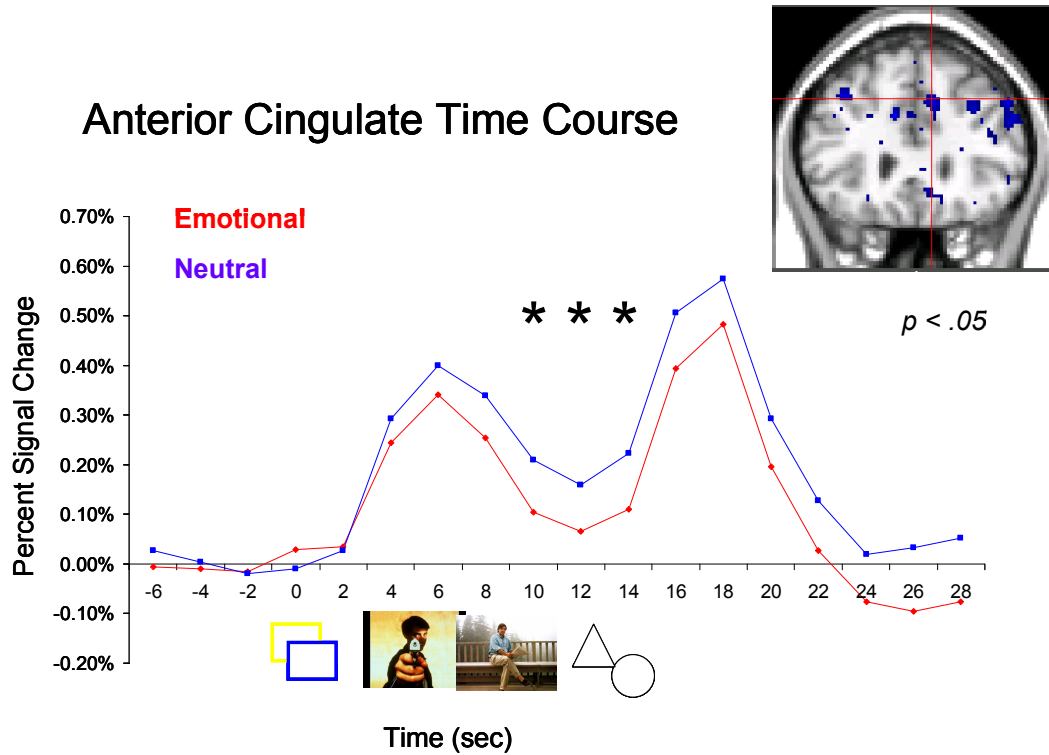 Anterior Cingulate Time Course
Emotional
Neutral
* * *
p < .05
Percent Signal Change
0.70%
0.60%
0.50%
0.40%
0.30%
0.20%
0.10%
0.00%
-0.10%
-0.20%
-6 -4 -2 0 2 4 6 8 10 12 14 16 18 20 22 24 26 28
Time (sec)